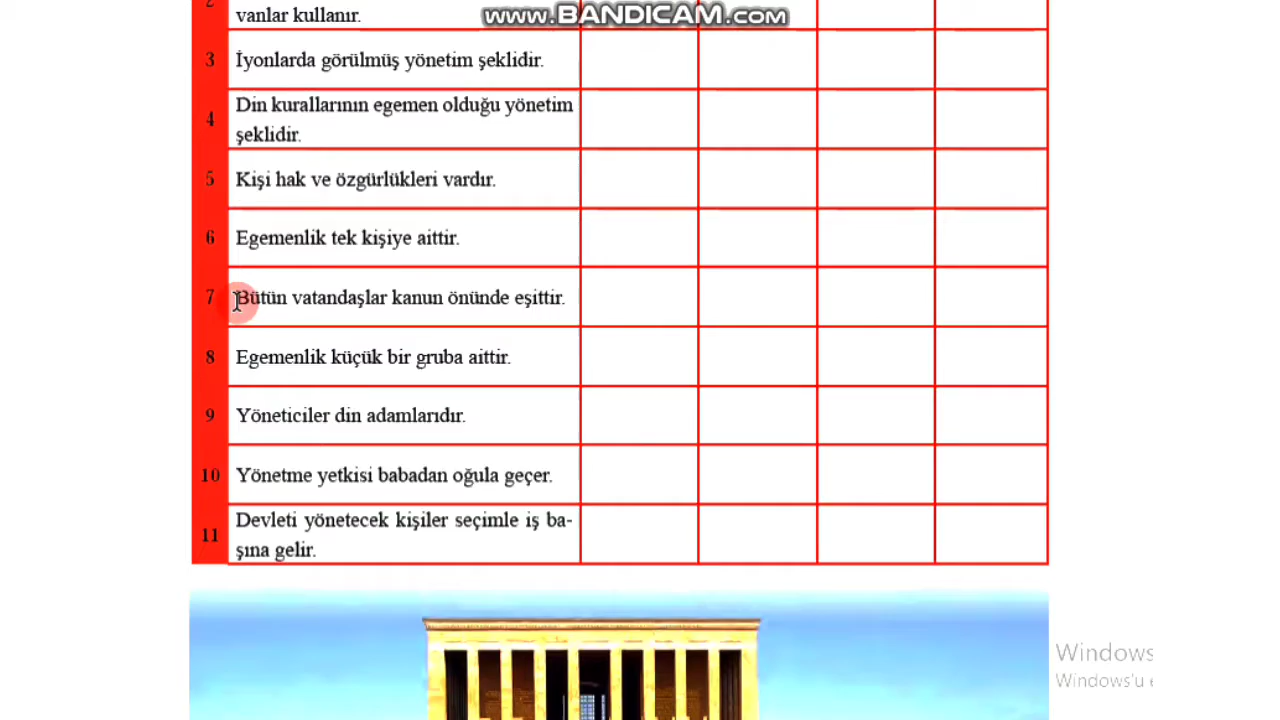 www.BANDICAM.com
vanlar kullanır.
3 İyonlarda görülmüş yönetim şeklidir.
4 Din kurallarının egemen olduğu yönetim
şeklidir.
5 Kişi hak ve özgürlükleri vardır.
6 Egemenlik tek kişiye aittir.
7 Bütün vatandaşlar kanun önünde eşittir.
8 Egemenlik küçük bir gruba aittir.
9 Yöneticiler din adamlarıdır.
10 Yönetme yetkisi babadan oğula geçer.
11 Devleti yönetecek kişiler seçimle iş ba-
şına gelir.
Windows
Windows'u e